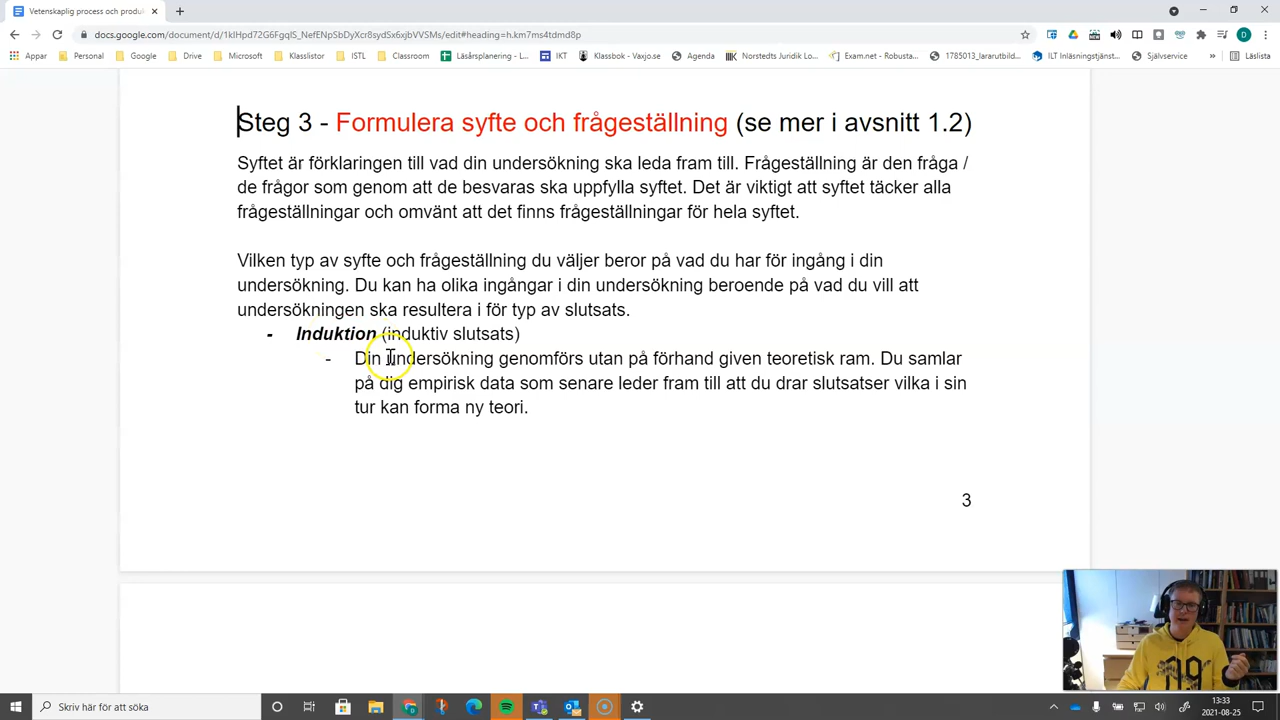 Vetenskaplig process och produk
docs.google.com/document/d/1kIHpd72G6FgqIS_NefENpSbDyXcr8sydSx6xjbVVSMs/edit#heading=h.km7ms4tdmd8p
Appar Personal Google Drive Microsoft Klasslistor ISTL Classroom Läsårsplanering - L... IKT Klassbok - Vaxjo.se Agenda Norstedts Juridik Lo... Exam.net - Robusta... 1785013_lararutbild... ILT Inläsningstjänst Självservice » Läslista
Steg 3 - Formulera syfte och frågeställning (se mer i avsnitt 1.2)
Syftet är förklaringen till vad din undersökning ska leda fram till. Frågeställning är den fråga /
de frågor som genom att de besvaras ska uppfylla syftet. Det är viktigt att syftet täcker alla
frågeställningar och omvänt att det finns frågeställningar för hela syftet.
Vilken typ av syfte och frågeställning du väljer beror på vad du har för ingång i din
undersökning. Du kan ha olika ingångar i din undersökning beroende på vad du vill att
undersökningen ska resultera i för typ av slutsats.
- Induktion (induktiv slutsats)
- Din undersökning genomförs utan på förhand given teoretisk ram. Du samlar
på dig empirisk data som senare leder fram till att du drar slutsatser vilka i sin
tur kan forma ny teori.
3
Skriv här för att söka
13:33
2021-08-25